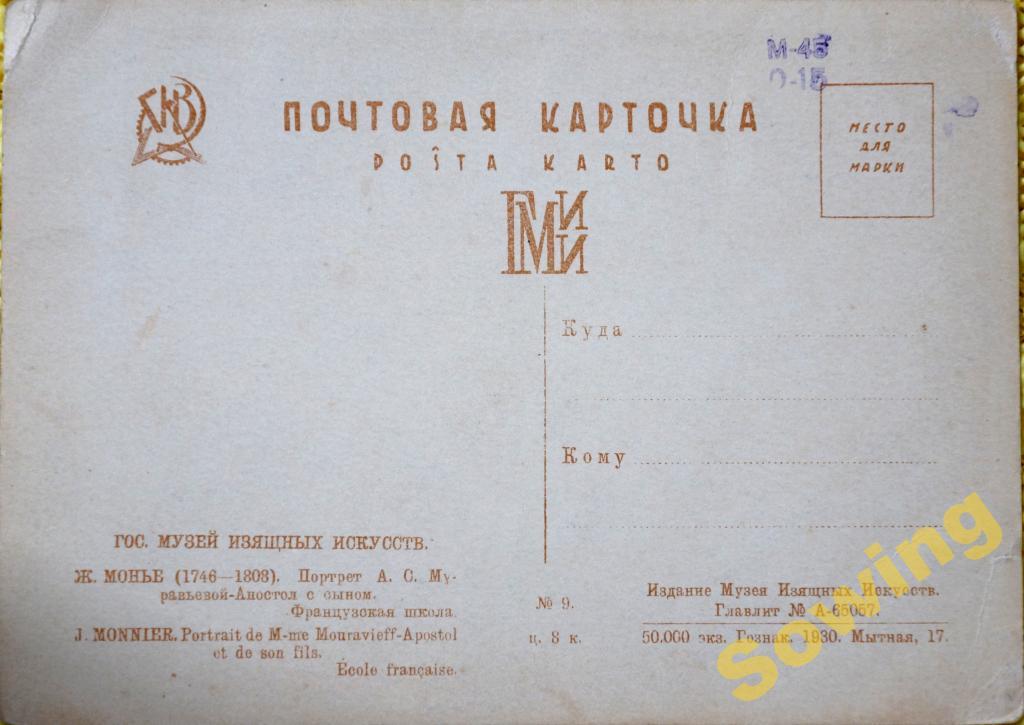 М-45
0-15
ПОЧТОВАЯ КАРТОЧКА
POŜTA KARTO
МЕСТО
ДЛЯ
МАРКИ
ГМИИ
Куда
Кому
ГОС. МУЗЕЙ ИЗЯЩНЫХ ИСКУССТВ.
Ж. МОНЬЕ (1746—1808). Портрет А. С. Му-
равьевой-Апостол с сыном.
Французская школа.
J. MONNIER. Portrait de M-me Mouravieff-Apostol
et de son fils.
École française.
№ 9.
ц. 8 к.
Издание Музея Изящных Искусств.
Главлит № А-65057.
50.000 экз. Гознак. 1930. Мытная, 17.
Sowing